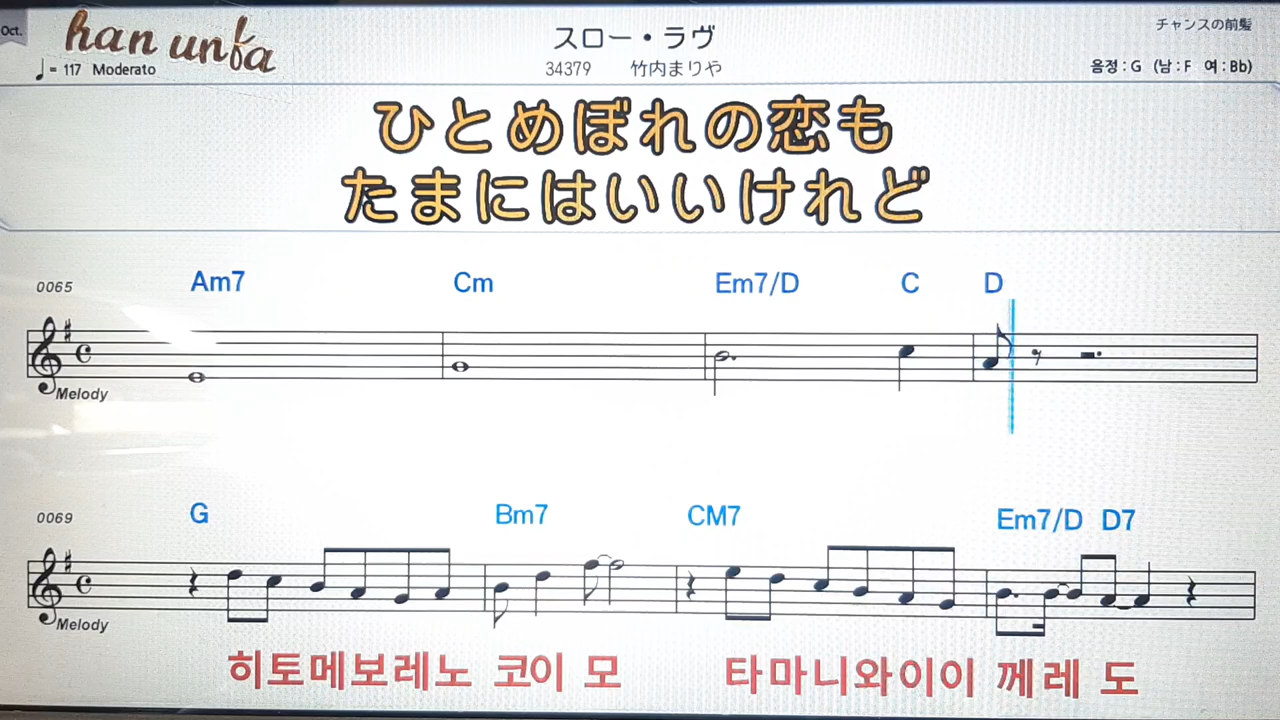 Oct.
han unfa
スロー・ラヴ
チャンスの前髪
♩= 117 Moderato
34379 竹内まりや
음정 : G (남 : F 여 : Bb)
ひとめぼれの恋も
たまにはいいけれど
0065 Am7 Cm Em7/D C D
Melody
0069 G Bm7 CM7 Em7/D D7
Melody
히토메보레노 코이 모 타마니와이이 께레 도